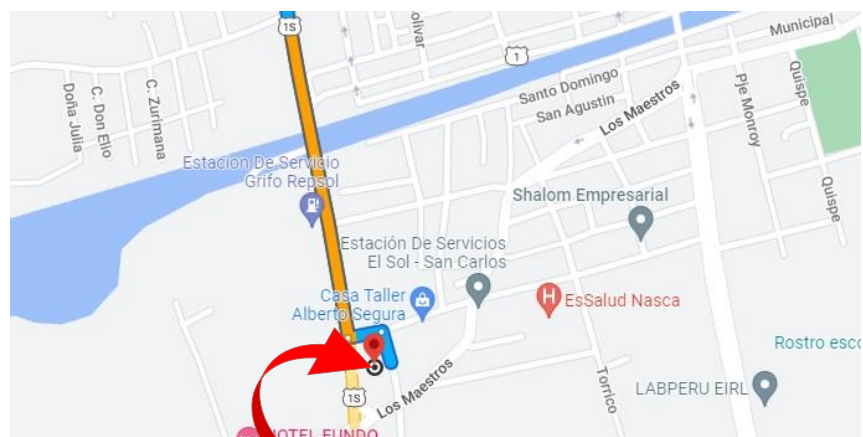 1S
olivar
1
Municipal
Doña Julia
C. Don Elio
C. Zurimana
Santo Domingo
San Agustin
Los Maestros
Pje Monroy
Quispe
Estacion De Servicio
Grifo Repsol
Shalom Empresarial
Quispe
Estación De Servicios
El Sol - San Carlos
Casa Taller
Alberto Segura
H
EsSalud Nasca
Rostro esco
Los Maestros
1S
Torrico
LABPERU EIRL
HOTEL FUNDO